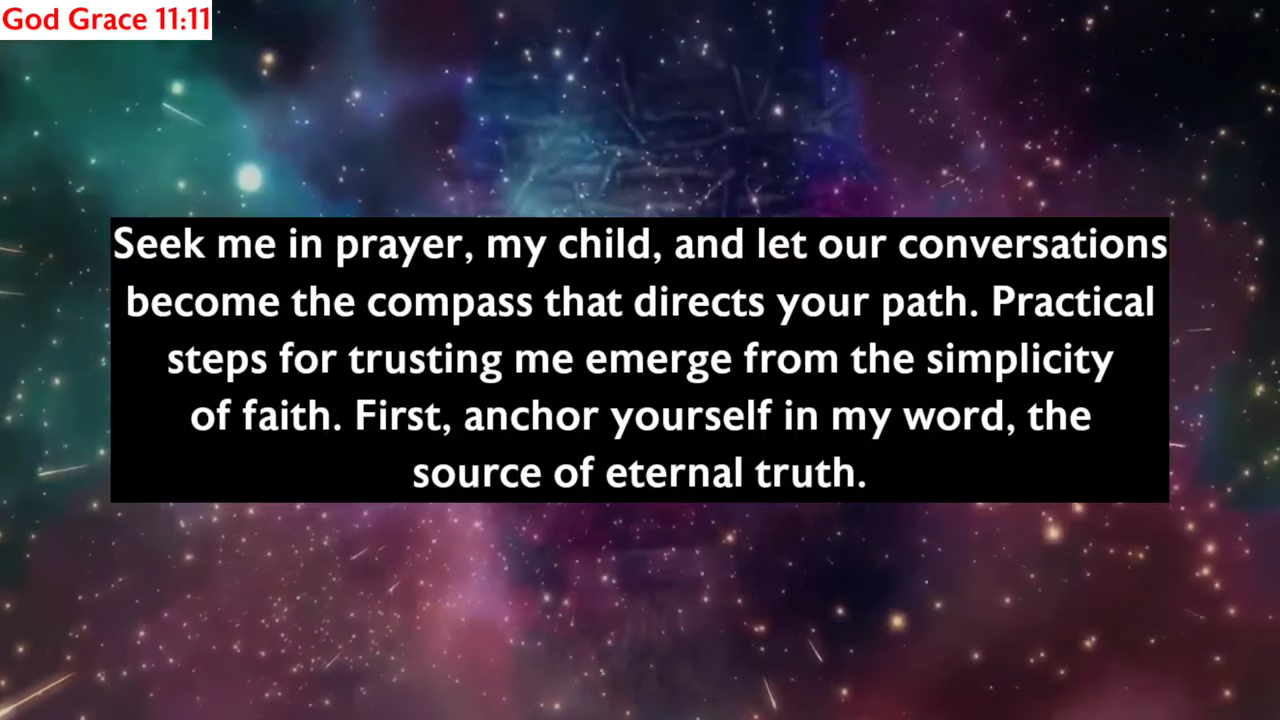 God Grace 11:11
Seek me in prayer, my child, and let our conversations
become the compass that directs your path. Practical
steps for trusting me emerge from the simplicity
of faith. First, anchor yourself in my word, the
source of eternal truth.